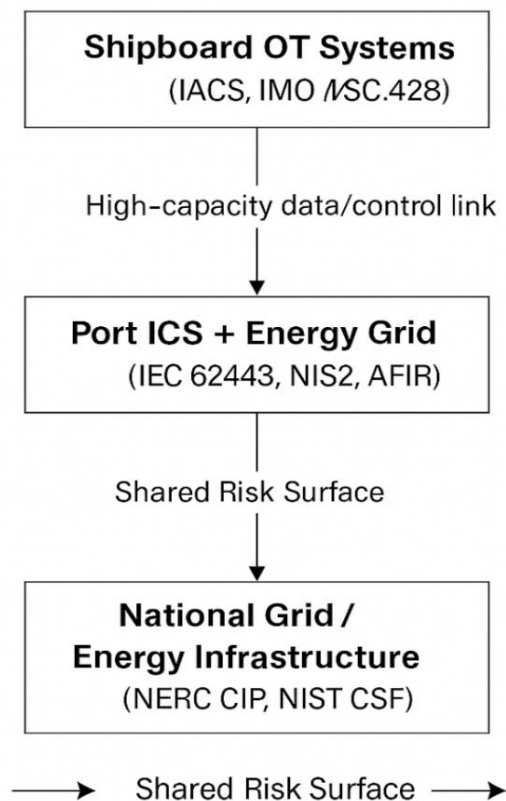 Shipboard OT Systems
(IACS, IMO MSC.428)
High-capacity data/control link
Port ICS + Energy Grid
(IEC 62443, NIS2, AFIR)
Shared Risk Surface
National Grid /
Energy Infrastructure
(NERC CIP, NIST CSF)
Shared Risk Surface